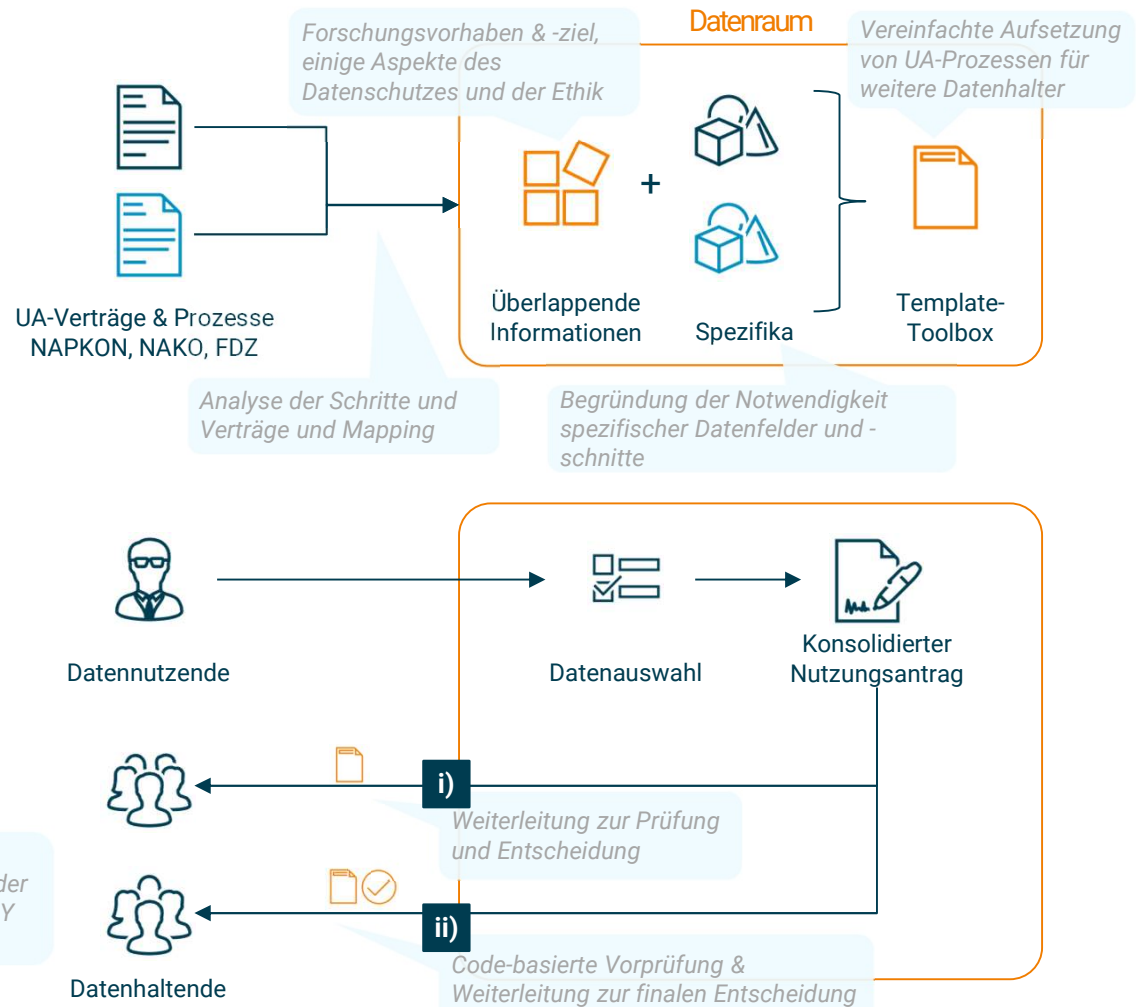 Datenraum
Forschungsvorhaben & -ziel,
einige Aspekte des
Datenschutzes und der Ethik
Vereinfachte Aufsetzung
von UA-Prozessen für
weitere Datenhalter
+
UA-Verträge & Prozesse
NAPKON, NAKO, FDZ
Überlappende
Informationen
Spezifika
Template-
Toolbox
Analyse der Schritte und
Verträge und Mapping
Begründung der Notwendigkeit
spezifischer Datenfelder und -
schnitte
Datennutzende
Datenauswahl
Konsolidierter
Nutzungsantrag
i)
Weiterleitung zur Prüfung
und Entscheidung
der
Y
ii)
Code-basierte Vorprüfung &
Weiterleitung zur finalen Entscheidung
Datenhaltende